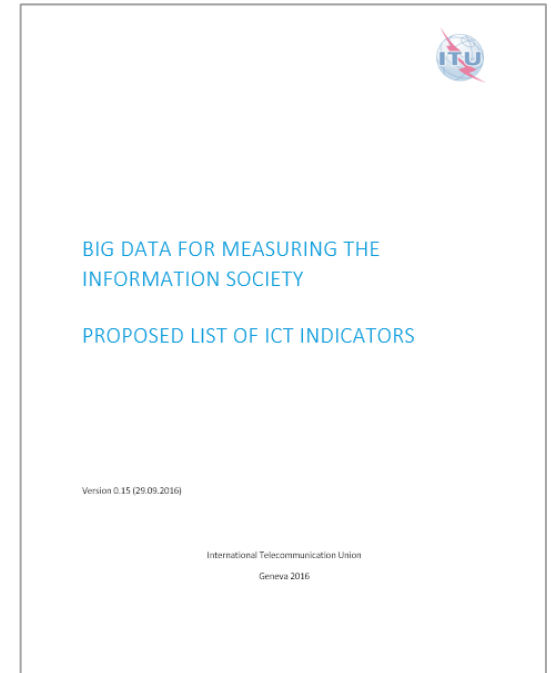 ITU
BIG DATA FOR MEASURING THE
INFORMATION SOCIETY
PROPOSED LIST OF ICT INDICATORS
Version 0.15 (29.09.2016)
International Telecommunication Union
Geneva 2016